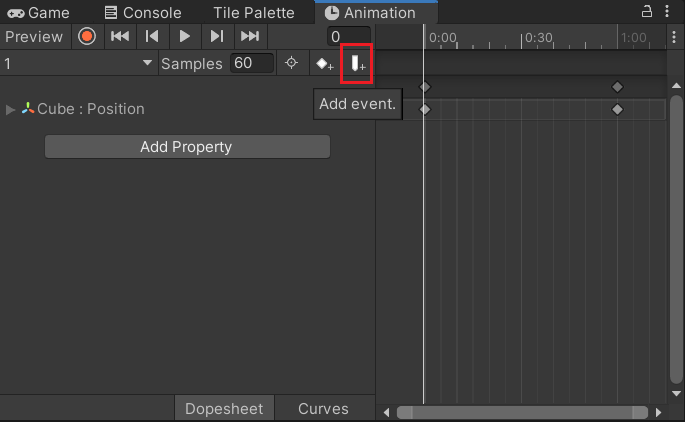 Game Console Tile Palette Animation
Preview 0 0:00 0:30 1:00
1 Samples 60
Add event.
Cube : Position
Add Property
Dopesheet Curves